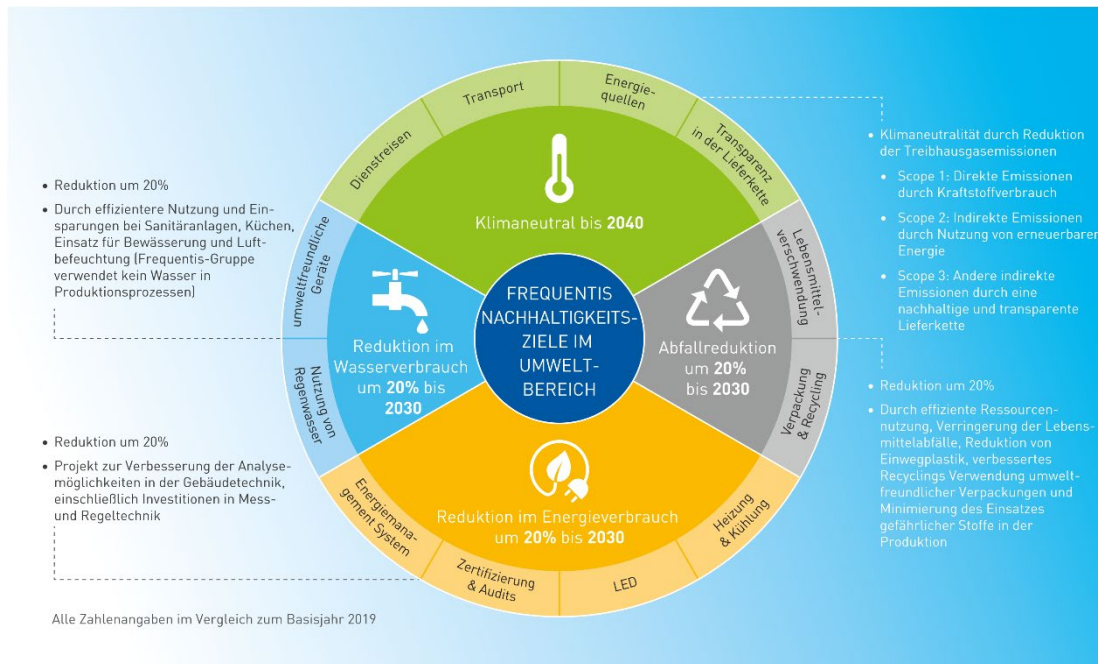 Dienstreisen
Transport
Energie-
quellen
Transparenz
in der Lieferkette
Klimaneutral bis 2040
• Klimaneutralität durch Reduktion
der Treibhausgasemissionen
• Scope 1: Direkte Emissionen
durch Kraftstoffverbrauch
• Scope 2: Indirekte Emissionen
durch Nutzung von erneuerbarer
Energie
• Scope 3: Andere indirekte
Emissionen durch eine
nachhaltige und transparente
Lieferkette
• Reduktion um 20%
• Durch effizientere Nutzung und Ein-
sparungen bei Sanitäranlagen, Küchen,
Einsatz für Bewässerung und Luft-
befeuchtung (Frequentis-Gruppe
verwendet kein Wasser in
Produktionsprozessen)
umweltfreundliche
Geräte
Nutzung von
Regenwasser
Reduktion im
Wasserverbrauch
um 20% bis
2030
FREQUENTIS
NACHHALTIGKEITS-
ZIELE IM
UMWELT-
BEREICH
Abfallreduktion
um 20%
bis 2030
Lebensmittel-
verschwendung
Verpackung
& Recycling
• Reduktion um 20%
• Durch effiziente Ressourcen-
nutzung, Verringerung der Lebens-
mittelabfälle, Reduktion von
Einwegplastik, verbessertes
Recyclings Verwendung umwelt-
freundlicher Verpackungen und
Minimierung des Einsatzes
gefährlicher Stoffe in der
Produktion
• Reduktion um 20%
• Projekt zur Verbesserung der Analyse-
möglichkeiten in der Gebäudetechnik,
einschließlich Investitionen in Mess-
und Regeltechnik
Reduktion im Energieverbrauch
um 20% bis 2030
Energiemana-
gement System
Zertifizierung
& Audits
LED
Heizung
& Kühlung
Alle Zahlenangaben im Vergleich zum Basisjahr 2019